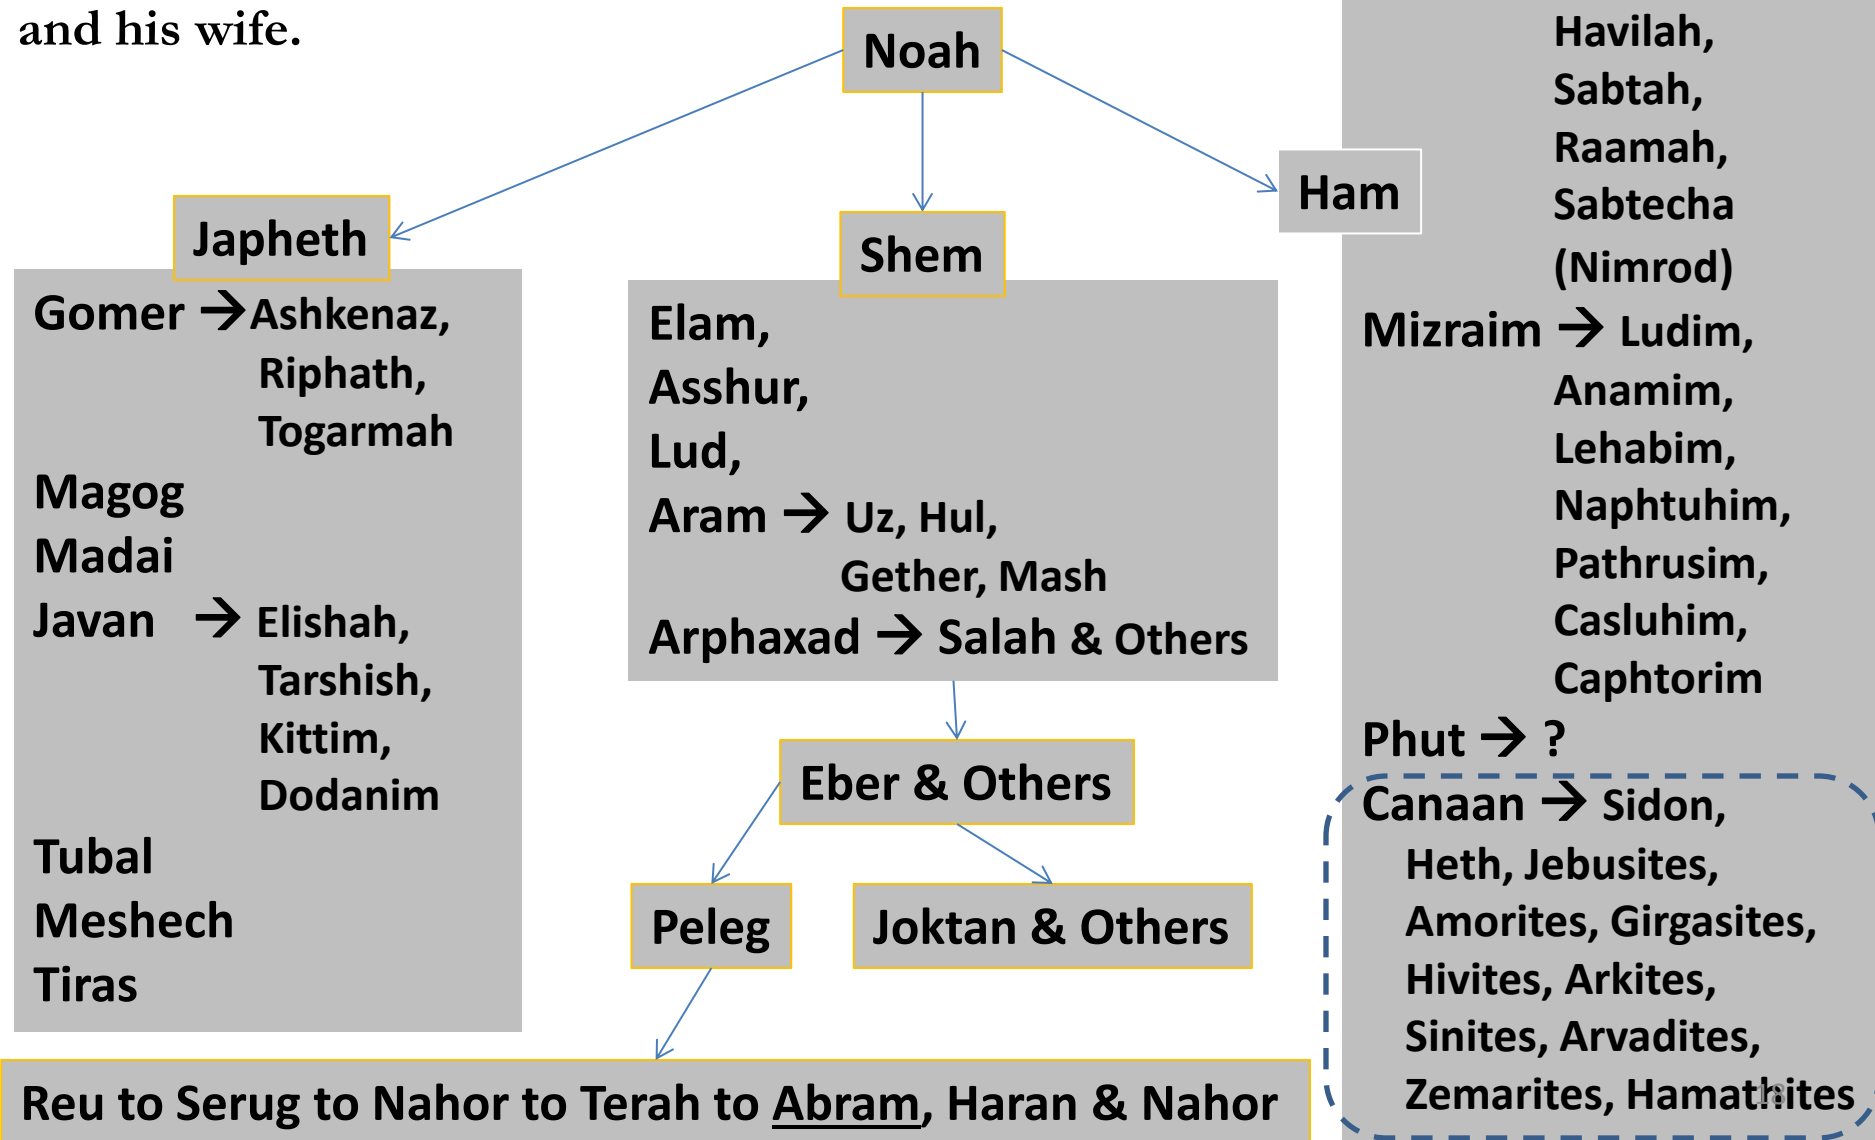 and his wife.
Noah
Japheth
Gomer → Ashkenaz,
Riphath,
Togarmah
Magog
Madai
Javan → Elishah,
Tarshish,
Kittim,
Dodanim
Tubal
Meshech
Tiras
Shem
Elam,
Asshur,
Lud,
Aram → Uz, Hul,
Gether, Mash
Arphaxad → Salah & Others
Eber & Others
Peleg
Joktan & Others
Reu to Serug to Nahor to Terah to Abram, Haran & Nahor
Ham
Havilah,
Sabtah,
Raamah,
Sabtecha
(Nimrod)
Mizraim → Ludim,
Anamim,
Lehabim,
Naphtuhim,
Pathrusim,
Casluhim,
Caphtorim
Phut → ?
Canaan → Sidon,
Heth, Jebusites,
Amorites, Girgasites,
Hivites, Arkites,
Sinites, Arvadites,
Zemarites, Hamathites
18